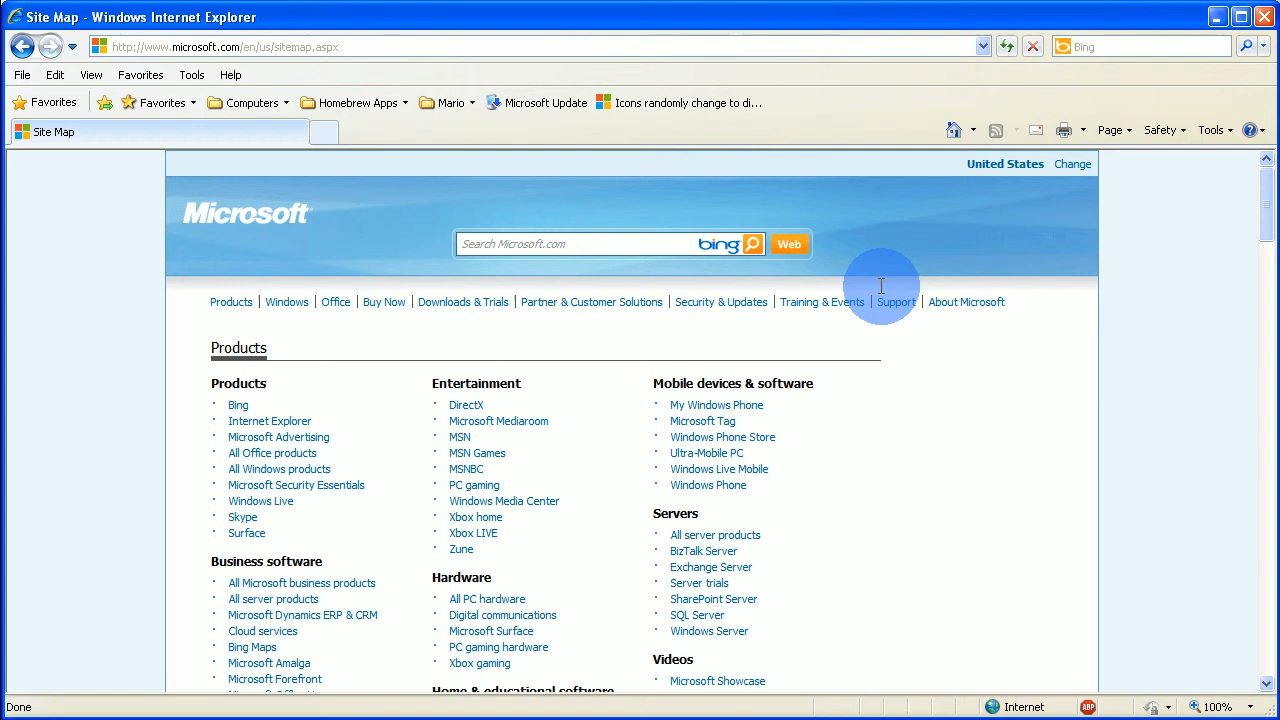 Site Map - Windows Internet Explorer
http://www.microsoft.com/en/us/sitemap.aspx
Bing
File Edit View Favorites Tools Help
Favorites Favorites Computers Homebrew Apps Mario Microsoft Update Icons randomly change to di...
Site Map
Page Safety Tools
United States Change
Microsoft
Search Microsoft.com bing Web
Products | Windows | Office | Buy Now | Downloads & Trials | Partner & Customer Solutions | Security & Updates | Training & Events | Support | About Microsoft
Products
Products
Bing
Internet Explorer
Microsoft Advertising
All Office products
All Windows products
Microsoft Security Essentials
Windows Live
Skype
Surface
Business software
All Microsoft business products
All server products
Microsoft Dynamics ERP & CRM
Cloud services
Bing Maps
Microsoft Amalga
Microsoft Forefront
Entertainment
DirectX
Microsoft Mediaroom
MSN
MSN Games
MSNBC
PC gaming
Windows Media Center
Xbox home
Xbox LIVE
Zune
Hardware
All PC hardware
Digital communications
Microsoft Surface
PC gaming hardware
Xbox gaming
Home & educational software
Mobile devices & software
My Windows Phone
Microsoft Tag
Windows Phone Store
Ultra-Mobile PC
Windows Live Mobile
Windows Phone
Servers
All server products
BizTalk Server
Exchange Server
Server trials
SharePoint Server
SQL Server
Windows Server
Videos
Microsoft Showcase
Done
Internet
ABP
100%